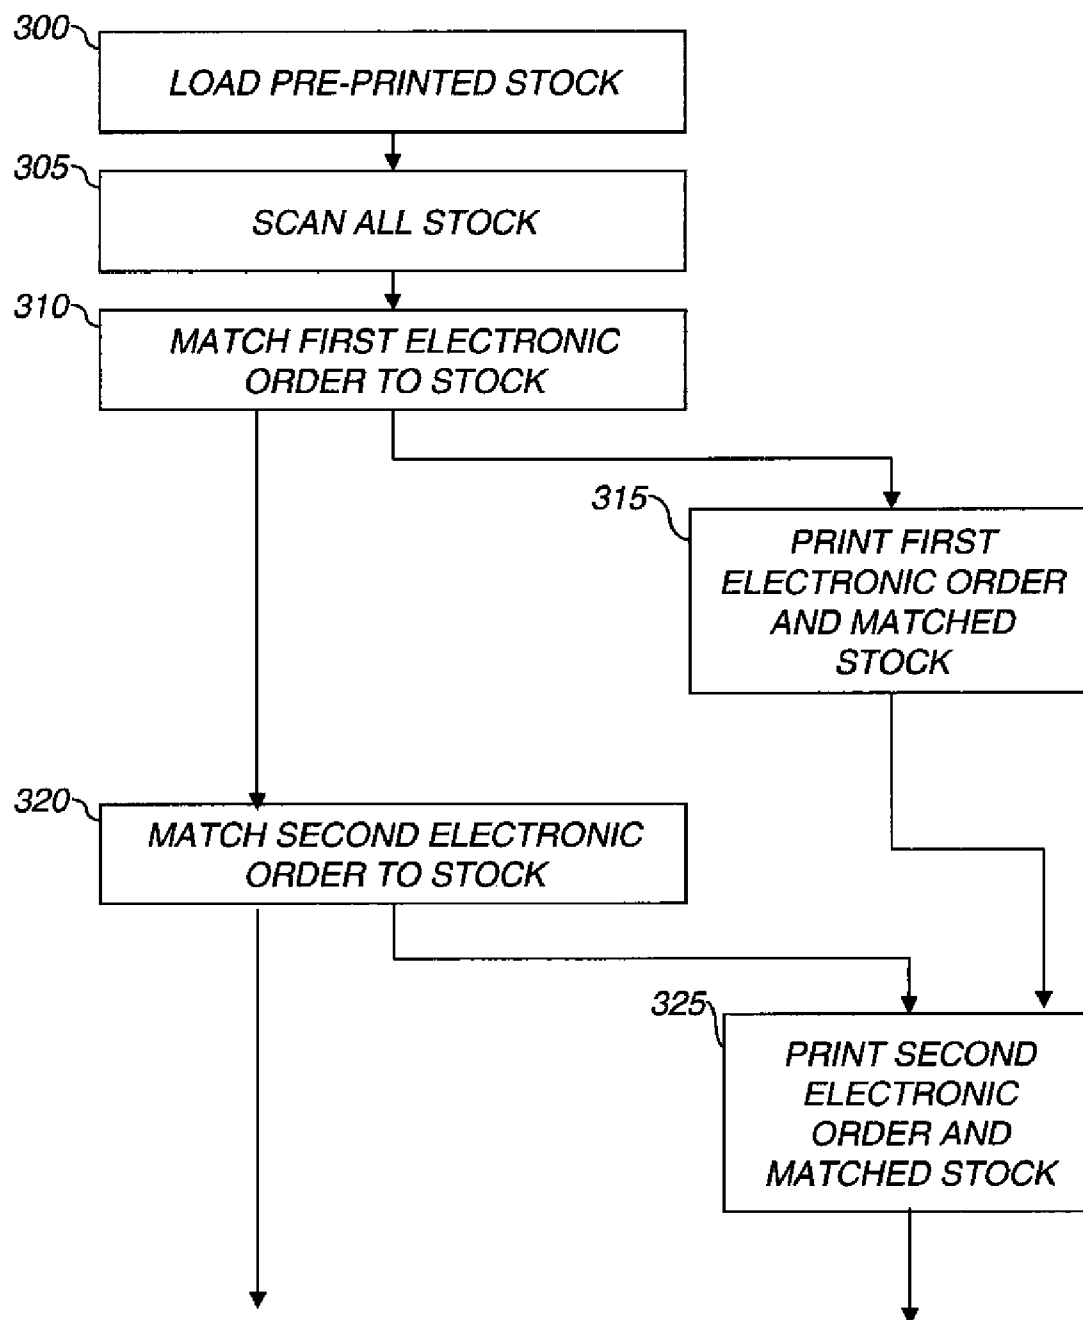 300
LOAD PRE-PRINTED STOCK
305
SCAN ALL STOCK
310
MATCH FIRST ELECTRONIC
ORDER TO STOCK
315
PRINT FIRST
ELECTRONIC ORDER
AND MATCHED
STOCK
320
MATCH SECOND ELECTRONIC
ORDER TO STOCK
325
PRINT SECOND
ELECTRONIC
ORDER AND
MATCHED STOCK